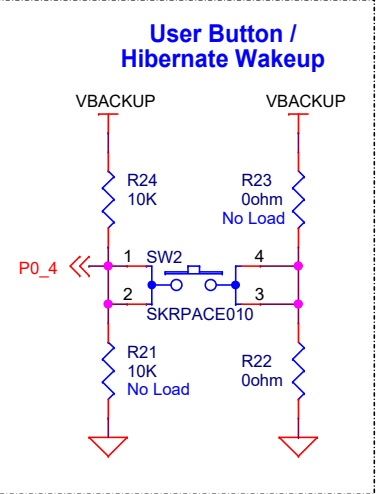 User Button /
Hibernate Wakeup
VBACKUP
VBACKUP
R24
10K
R23
0ohm
No Load
P0_4
1
SW2
4
2
3
SKRPACE010
R21
10K
No Load
R22
0ohm